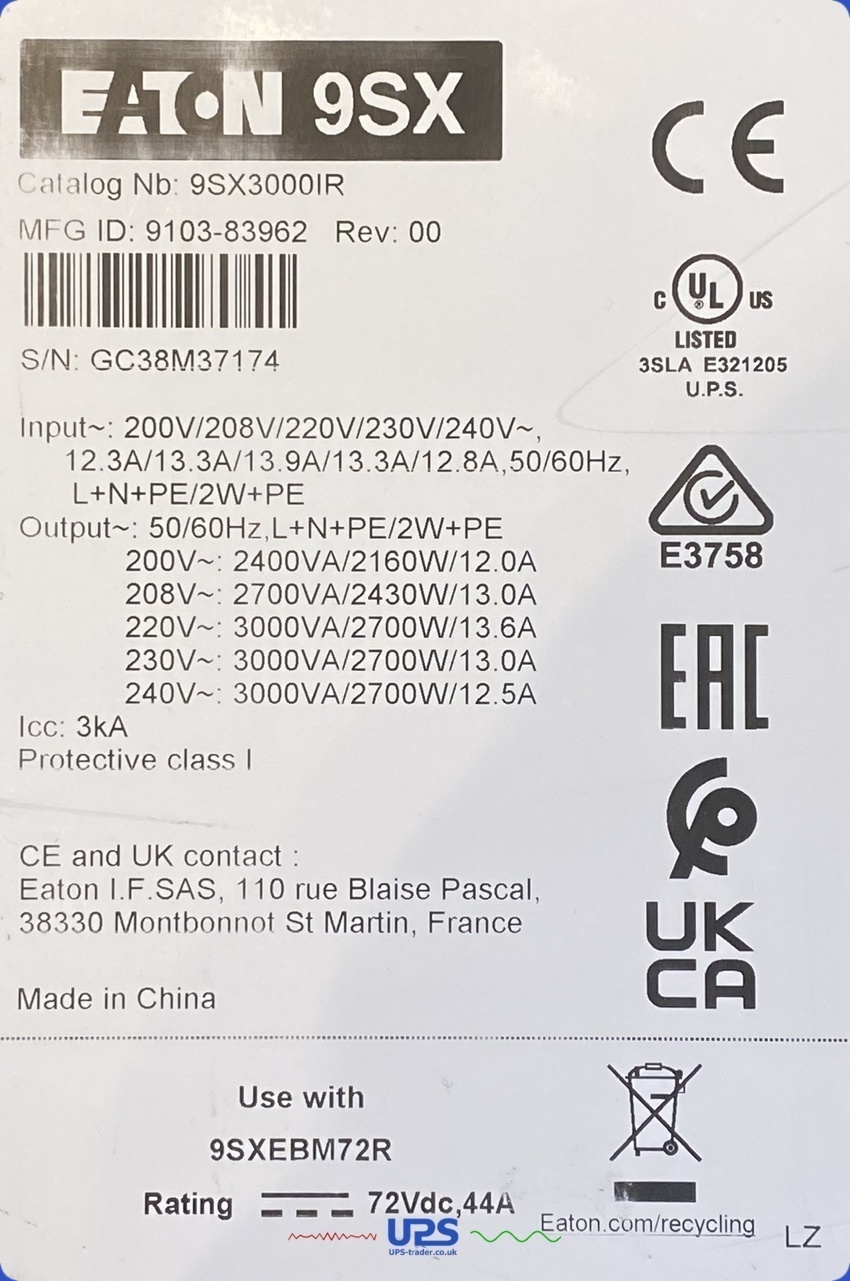 EATON 9SX
Catalog Nb: 9SX3000IR
MFG ID: 9103-83962 Rev: 00
S/N: GC38M37174
Input~: 200V/208V/220V/230V/240V~,
12.3A/13.3A/13.9A/13.3A/12.8A,50/60Hz,
L+N+PE/2W+PE
Output~: 50/60Hz,L+N+PE/2W+PE
200V~: 2400VA/2160W/12.0A
208V~: 2700VA/2430W/13.0A
220V~: 3000VA/2700W/13.6A
230V~: 3000VA/2700W/13.0A
240V~: 3000VA/2700W/12.5A
Icc: 3kA
Protective class I
CE and UK contact :
Eaton I.F.SAS, 110 rue Blaise Pascal,
38330 Montbonnot St Martin, France
Made in China
CE
C UL ® US
LISTED
3SLA E321205
U.P.S.
E3758
EAC
UK
CA
Use with
9SXEBM72R
Rating 72Vdc,44A
Eaton.com/recycling
LZ
UPS
UPS-trader.co.uk